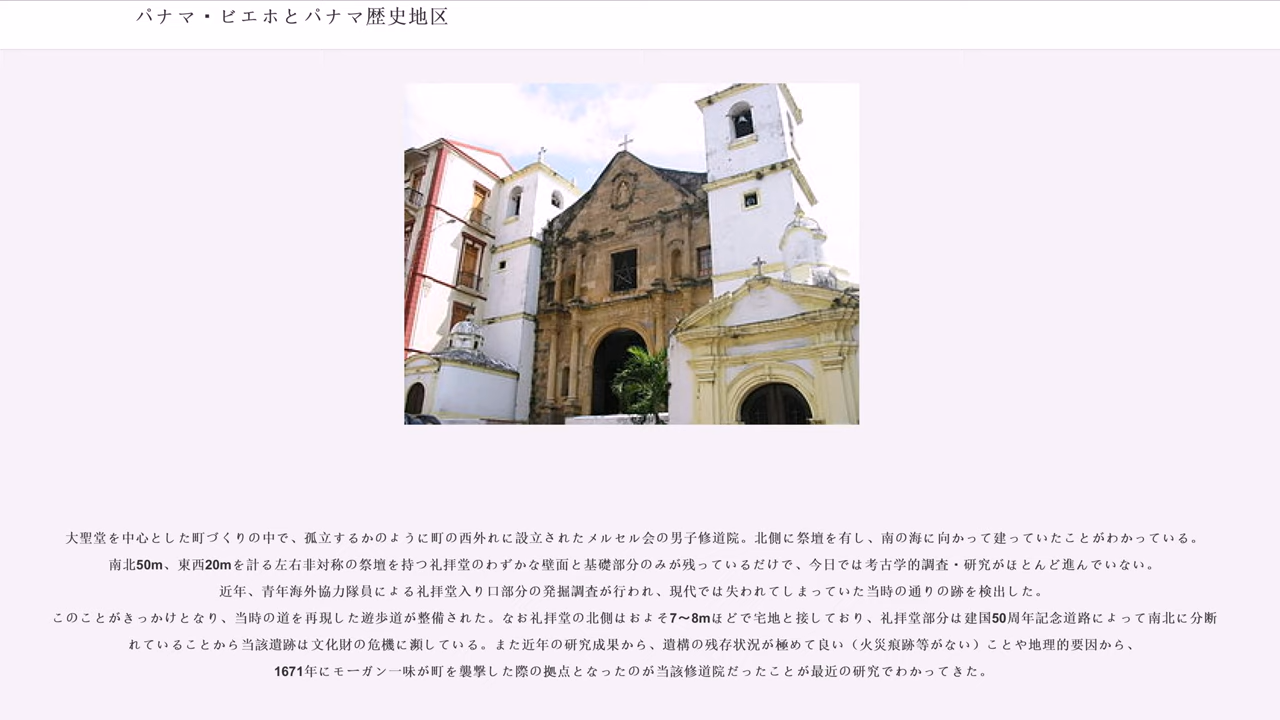 パナマ・ビエホとパナマ歴史地区
大聖堂を中心とした町づくりの中で、孤立するかのように町の西外れに設立されたメルセル会の男子修道院。北側に祭壇を有し、南の海に向かって建っていたことがわかっている。
南北50m、東西20mを計る左右非対称の祭壇を持つ礼拝堂のわずかな壁面と基礎部分のみが残っているだけで、今日では考古学的調査・研究がほとんど進んでいない。
近年、青年海外協力隊員による礼拝堂入り口部分の発掘調査が行われ、現代では失われてしまっていた当時の通りの跡を検出した。
このことがきっかけとなり、当時の道を再現した遊歩道が整備された。なお礼拝堂の北側はおよそ7〜8mほどで宅地と接しており、礼拝堂部分は建国50周年記念道路によって南北に分断
れていることから当該遺跡は文化財の危機に瀕している。また近年の研究成果から、遺構の残存状況が極めて良い（火災痕跡等がない）ことや地理的要因から、
1671年にモーガン一味が町を襲撃した際の拠点となったのが当該修道院だったことが最近の研究でわかってきた。